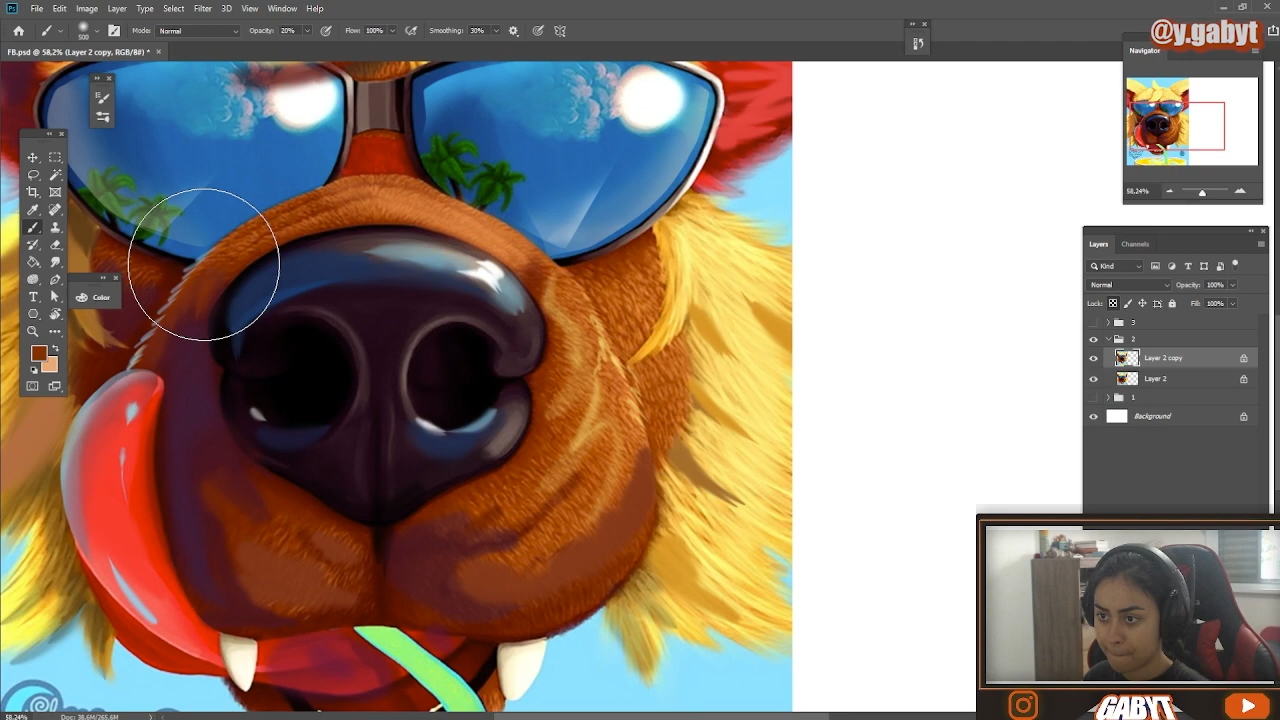 Ps File Edit Image Layer Type Select Filter 3D View Window Help
500 Mode: Normal Opacity: 20% Flow: 100% Smoothing: 30%
@y.gabyt
FB.psd @ 58.2% (Layer 2 copy, RGB/8#) * ×
Navigator
58.24%
Color
Layers Channels
Kind
Normal Opacity: 100%
Lock: Fill: 100%
3
2
Layer 2 copy
Layer 2
1
Background
GABYT
58.24% Doc: 38.6M/265.6M